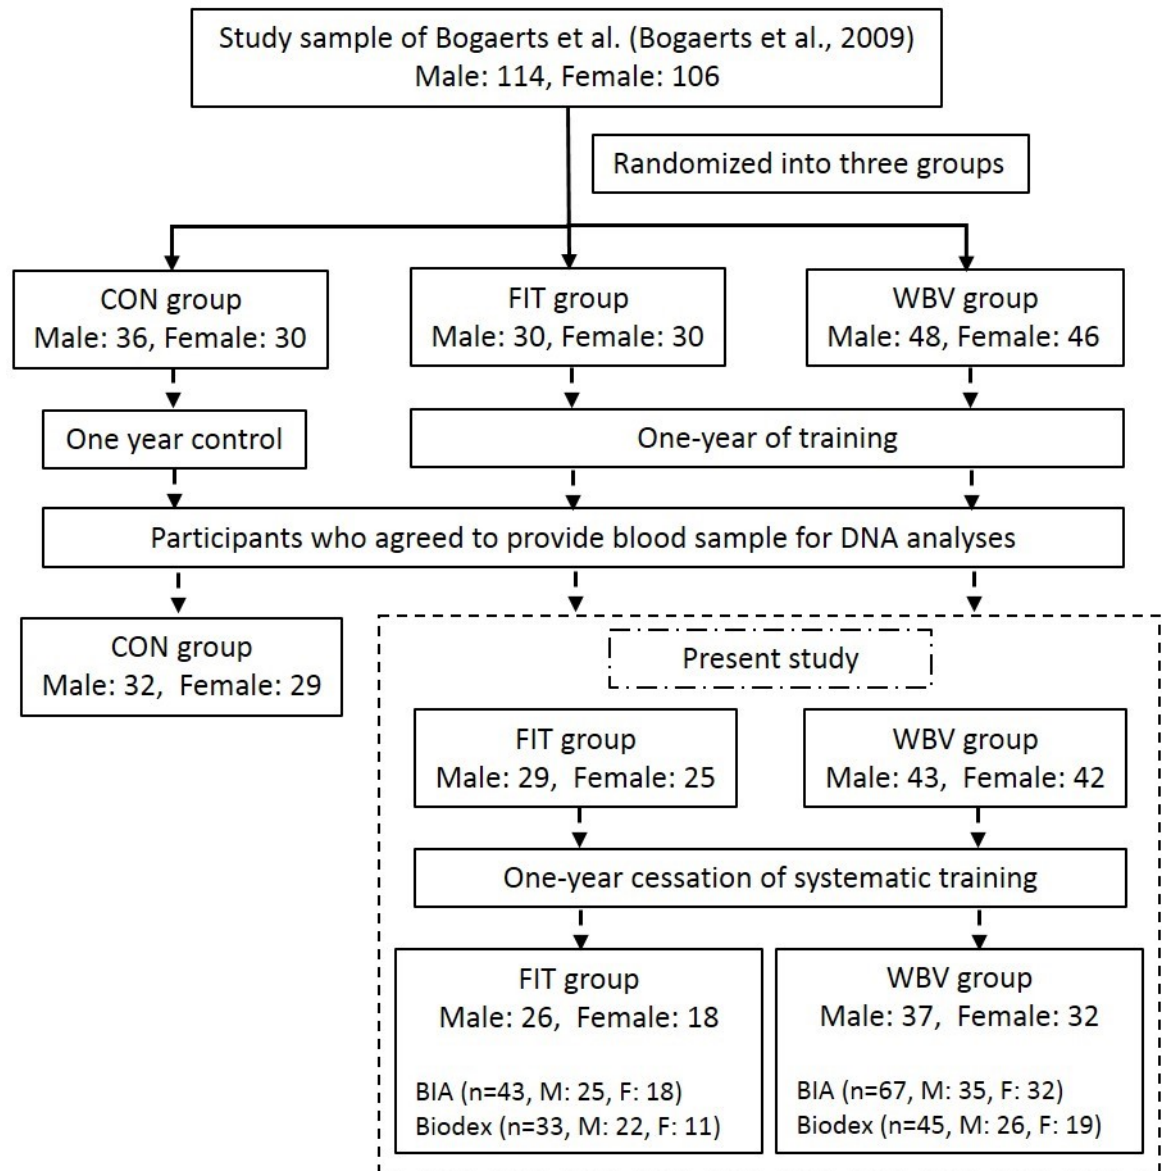 Study sample of Bogaerts et al. (Bogaerts et al., 2009)
Male: 114, Female: 106
Randomized into three groups
CON group
Male: 36, Female: 30
FIT group
Male: 30, Female: 30
WBV group
Male: 48, Female: 46
One year control
One-year of training
Participants who agreed to provide blood sample for DNA analyses
CON group
Male: 32, Female: 29
Present study
FIT group
Male: 29, Female: 25
WBV group
Male: 43, Female: 42
One-year cessation of systematic training
FIT group
Male: 26, Female: 18
BIA (n=43, M: 25, F: 18)
Biodex (n=33, M: 22, F: 11)
WBV group
Male: 37, Female: 32
BIA (n=67, M: 35, F: 32)
Biodex (n=45, M: 26, F: 19)